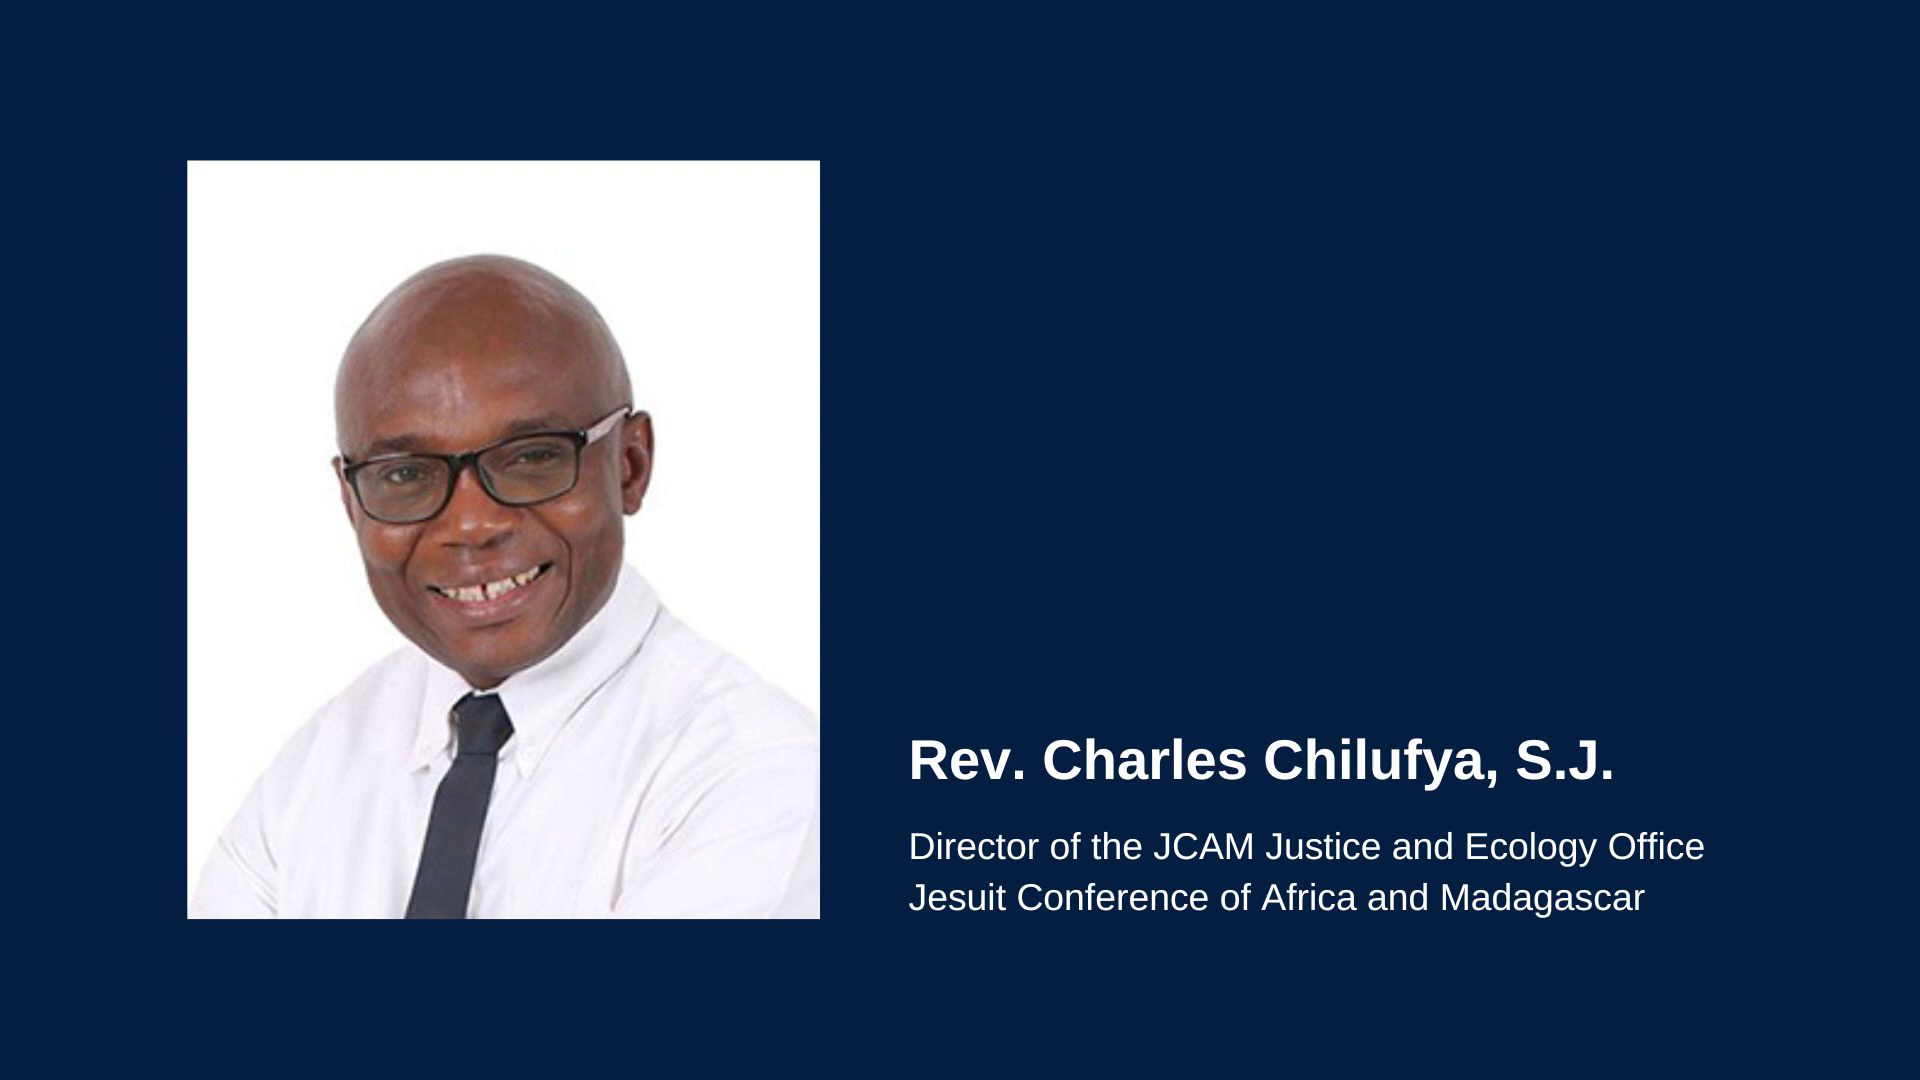 Rev. Charles Chilufya, S.J.
Director of the JCAM Justice and Ecology Office
Jesuit Conference of Africa and Madagascar